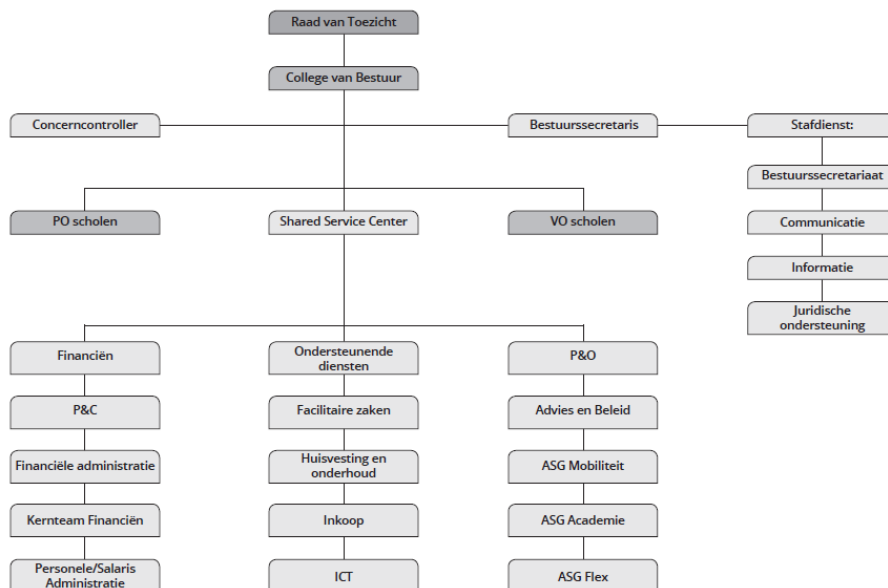 Raad van Toezicht
College van Bestuur
Concerncontroller
Bestuurssecretaris
Stafdienst:
Bestuurssecretariaat
PO scholen
Shared Service Center
VO scholen
Communicatie
Informatie
Juridische
ondersteuning
Financiën
Ondersteunende
diensten
P&O
P&C
Facilitaire zaken
Advies en Beleid
Financiële administratie
Huisvesting en
onderhoud
ASG Mobiliteit
Kernteam Financiën
Inkoop
ASG Academie
Personele/Salaris
Administratie
ICT
ASG Flex